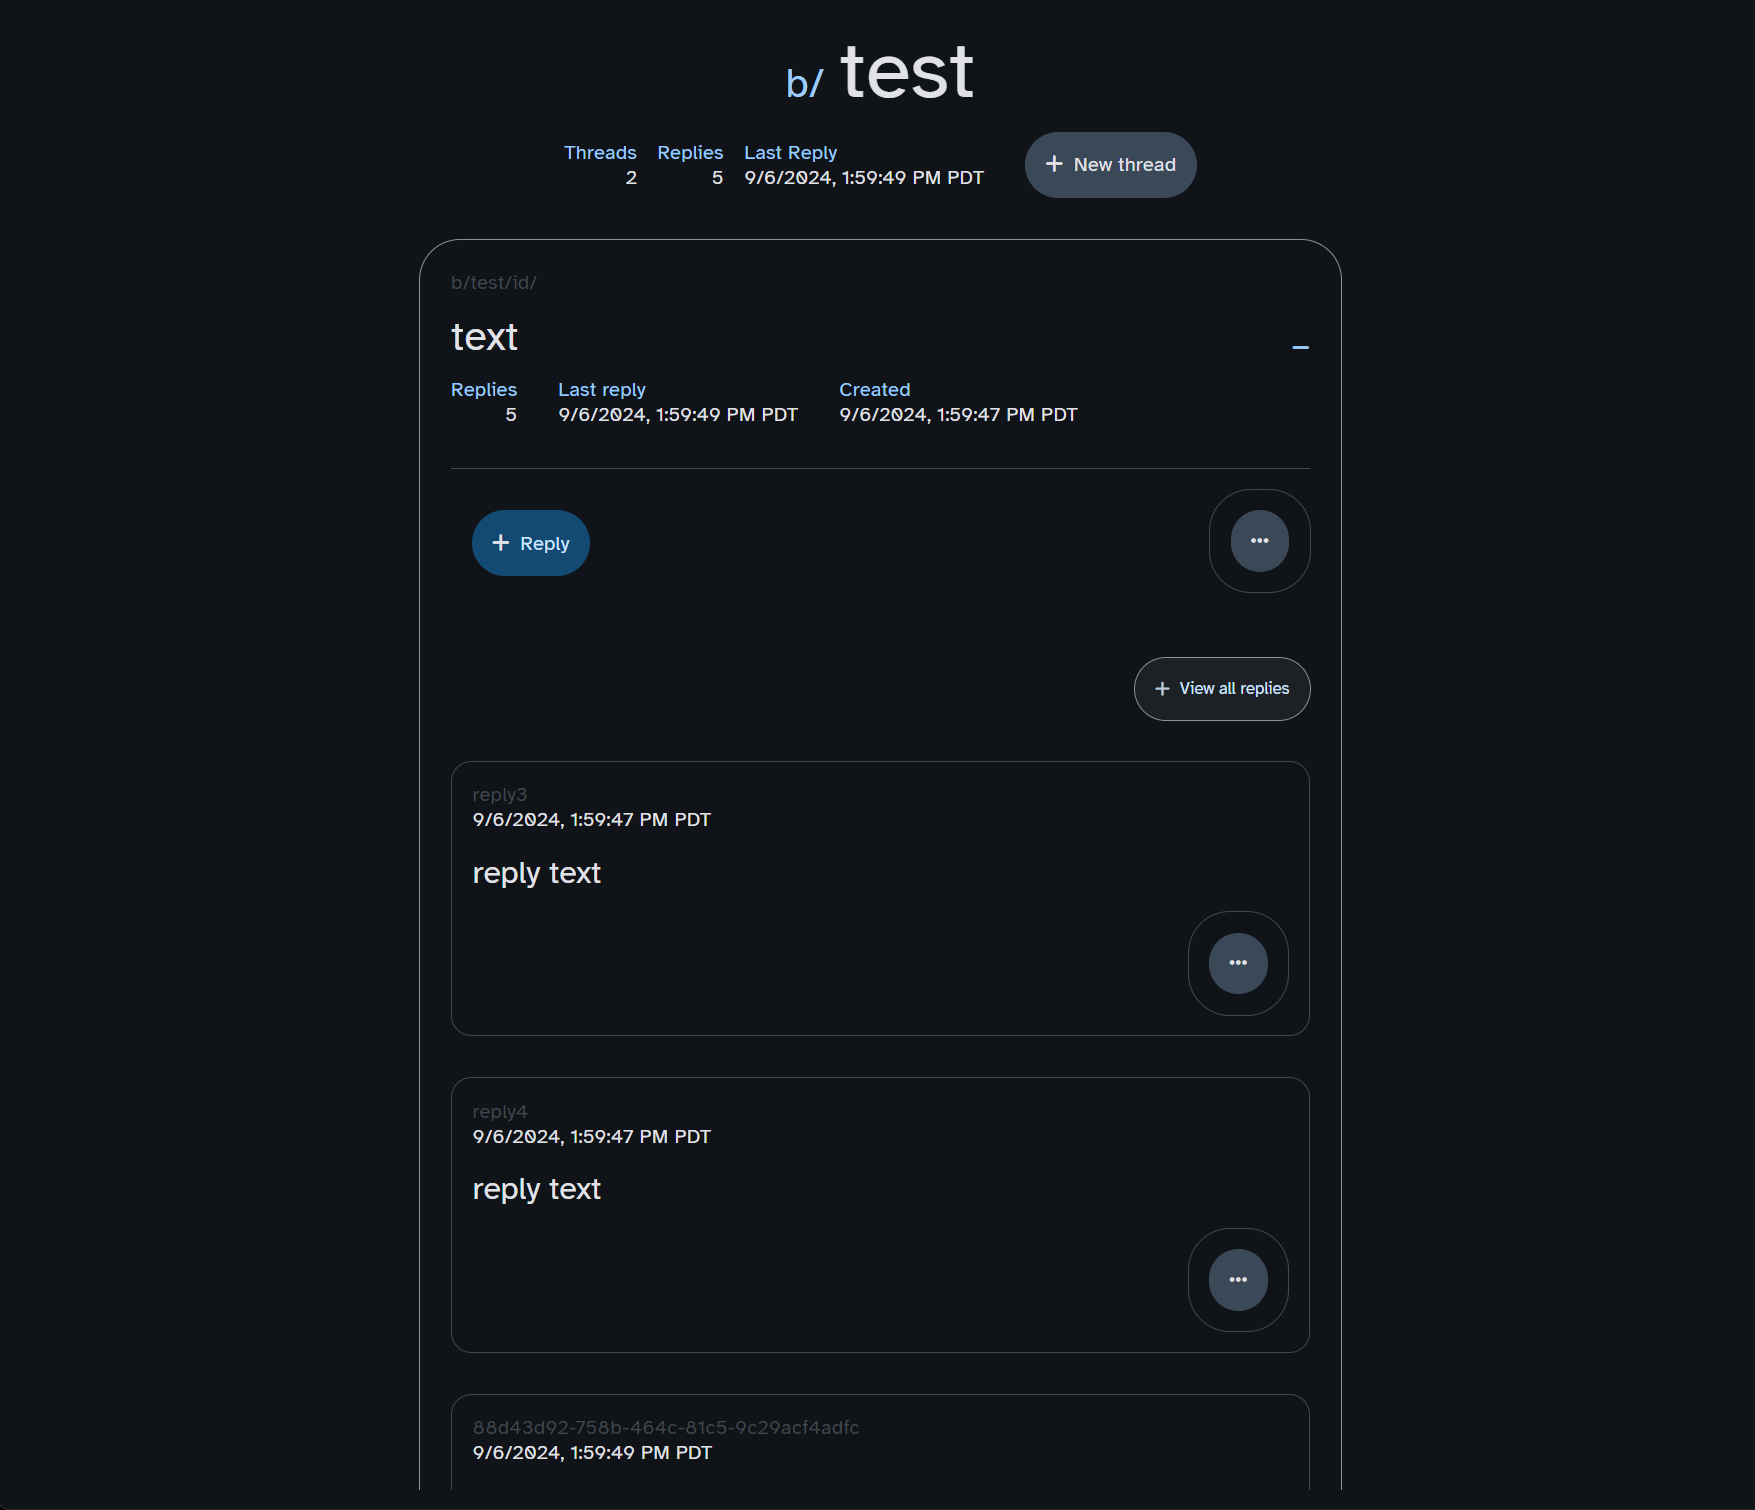 b/ test
Threads Replies Last Reply
2 5 9/6/2024, 1:59:49 PM PDT
+ New thread
b/test/id/
text
Replies Last reply Created
5 9/6/2024, 1:59:49 PM PDT 9/6/2024, 1:59:47 PM PDT
+ Reply
+ View all replies
reply3
9/6/2024, 1:59:47 PM PDT
reply text
reply4
9/6/2024, 1:59:47 PM PDT
reply text
88d43d92-758b-464c-81c5-9c29acf4adfc
9/6/2024, 1:59:49 PM PDT